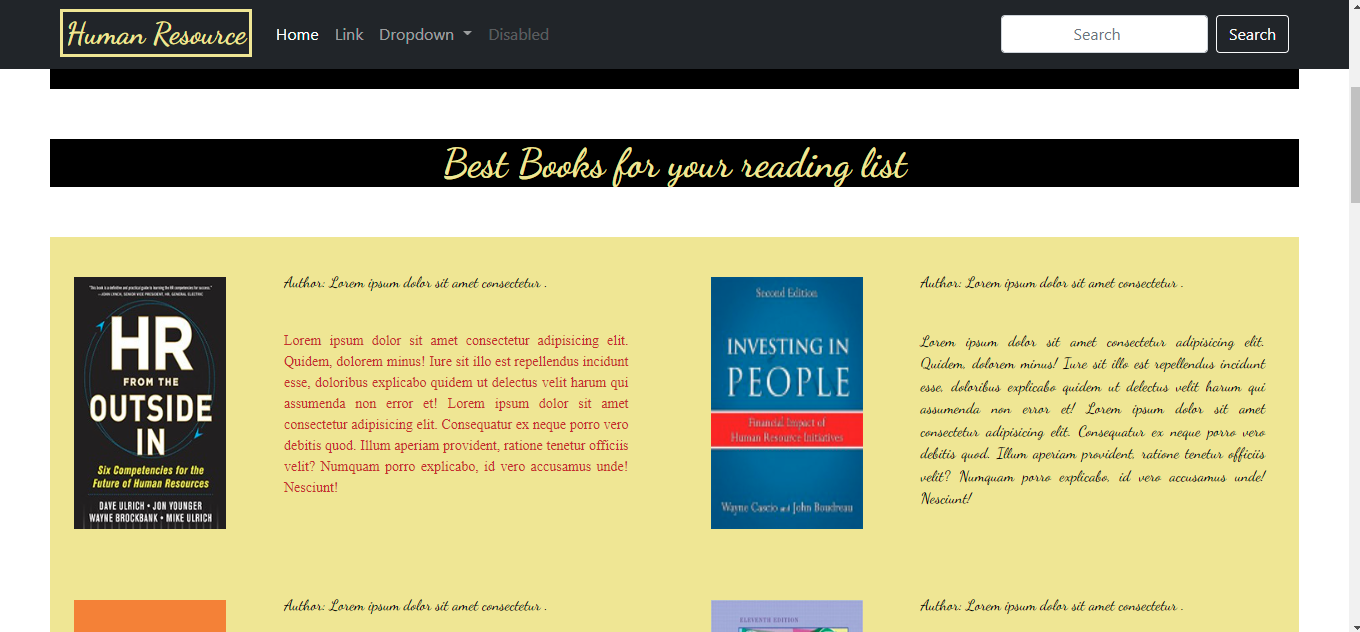 Human Resource
Home
Link
Dropdown
Disabled
Search
Search
Best Books for your reading list
"This book is a definitive and practical guide to learning the HR competencies for success."
—JOHN LYNCH, SENIOR VICE PRESIDENT, HR, GENERAL ELECTRIC
HR
FROM THE
OUTSIDE
IN
Six Competencies for the
Future of Human Resources
DAVE ULRICH • JON YOUNGER
WAYNE BROCKBANK • MIKE ULRICH
Author: Lorem ipsum dolor sit amet consectetur .
Lorem ipsum dolor sit amet consectetur adipisicing elit.
Quidem, dolorem minus! Iure sit illo est repellendus incidunt
esse, doloribus explicabo quidem ut delectus velit harum qui
assumenda non error et! Lorem ipsum dolor sit amet
consectetur adipisicing elit. Consequatur ex neque porro vero
debitis quod. Illum aperiam provident, ratione tenetur officiis
velit? Numquam porro explicabo, id vero accusamus unde!
Nesciunt!
Second Edition
INVESTING IN
PEOPLE
Financial Impact of
Human Resource Initiatives
Wayne Cascio and John Boudreau
Author: Lorem ipsum dolor sit amet consectetur .
Lorem ipsum dolor sit amet consectetur adipisicing elit.
Quidem, dolorem minus! Iure sit illo est repellendus incidunt
esse, doloribus explicabo quidem ut delectus velit harum qui
assumenda non error et! Lorem ipsum dolor sit amet
consectetur adipisicing elit. Consequatur ex neque porro vero
debitis quod. Illum aperiam provident, ratione tenetur officiis
velit? Numquam porro explicabo, id vero accusamus unde!
Nesciunt!
Author: Lorem ipsum dolor sit amet consectetur .
ELEVENTH EDITION
Author: Lorem ipsum dolor sit amet consectetur .